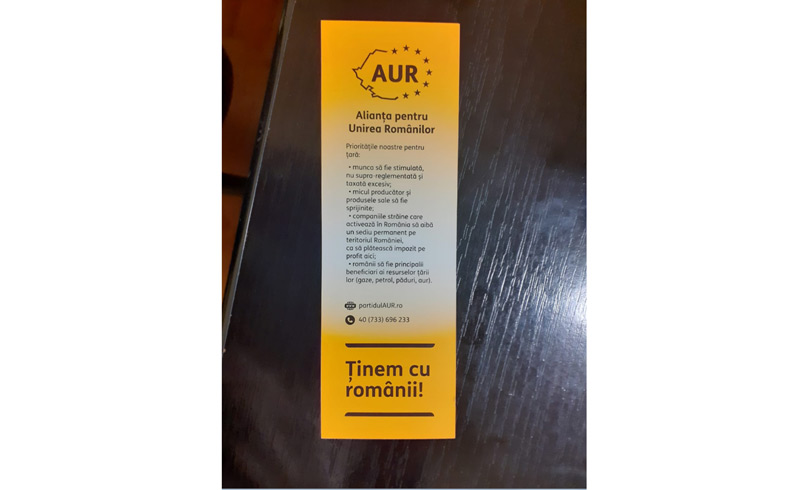 AUR
Alianța pentru
Unirea Românilor
Prioritățile noastre pentru
țară:
• munca să fie stimulată,
nu supra-reglementată și
taxată excesiv;
• micul producător și
produsele sale să fie
sprijinite;
• companiile străine care
activează în România să aibă
un sediu permanent pe
teritoriul României,
ca să plătească impozit pe
profit aici;
• românii să fie principalii
beneficiari ai resurselor țării
lor (gaze, petrol, păduri, aur).
partidulAUR.ro
40 (733) 696 233
Ținem cu
românii!